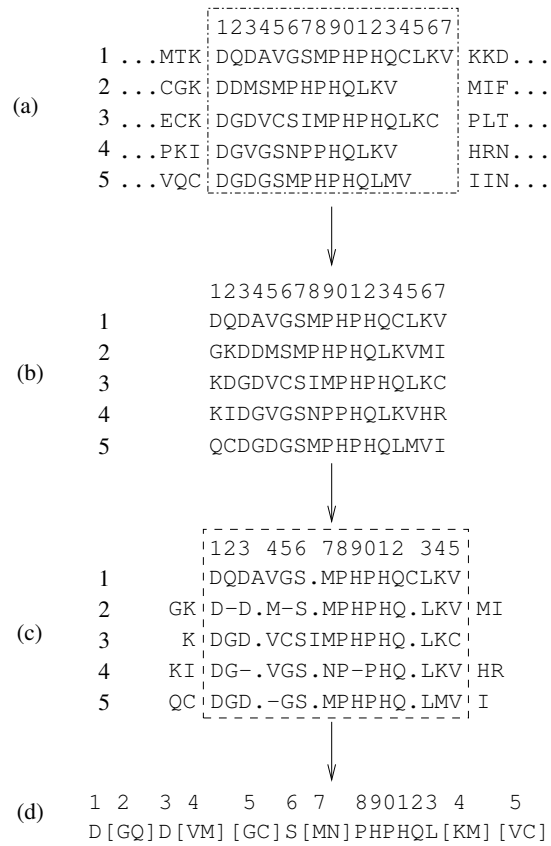 12345678901234567
1 ...MTK DQDAVGSMPHPHQCLKV KKD...
2 ...CGK DDMSMPHPHQLKV MIF...
(a)
3 ...ECK DGDVCSIMPHPHQLKC PLT...
4 ...PKI DGVGSNPPHQLKV HRN...
5 ...VQC DGDGSMPHPHQLMV IIN...
12345678901234567
1 DQDAVGSMPHPHQCLKV
2 GKDDMSMPHPHQLKVMI
(b)
3 KDGDVCSIMPHPHQLKC
4 KIDGVGSNPPHQLKVHR
5 QCDGDGSMPHPHQLMVI
123 456 789012 345
1 DQDAVGS.MPHPHQCLKV
2 GK D-D.M-S.MPHPHQ.LKV MI
(c)
3 K DGD.VCSIMPHPHQ.LKC
4 KI DG-.VGS.NP-PHQ.LKV HR
5 QC DGD.-GS.MPHPHQ.LMV I
1 2 3 4 5 6 7 890123 4 5
(d)
D[GQ]D[VM][GC]S[MN]PHPHQL[KM][VC]